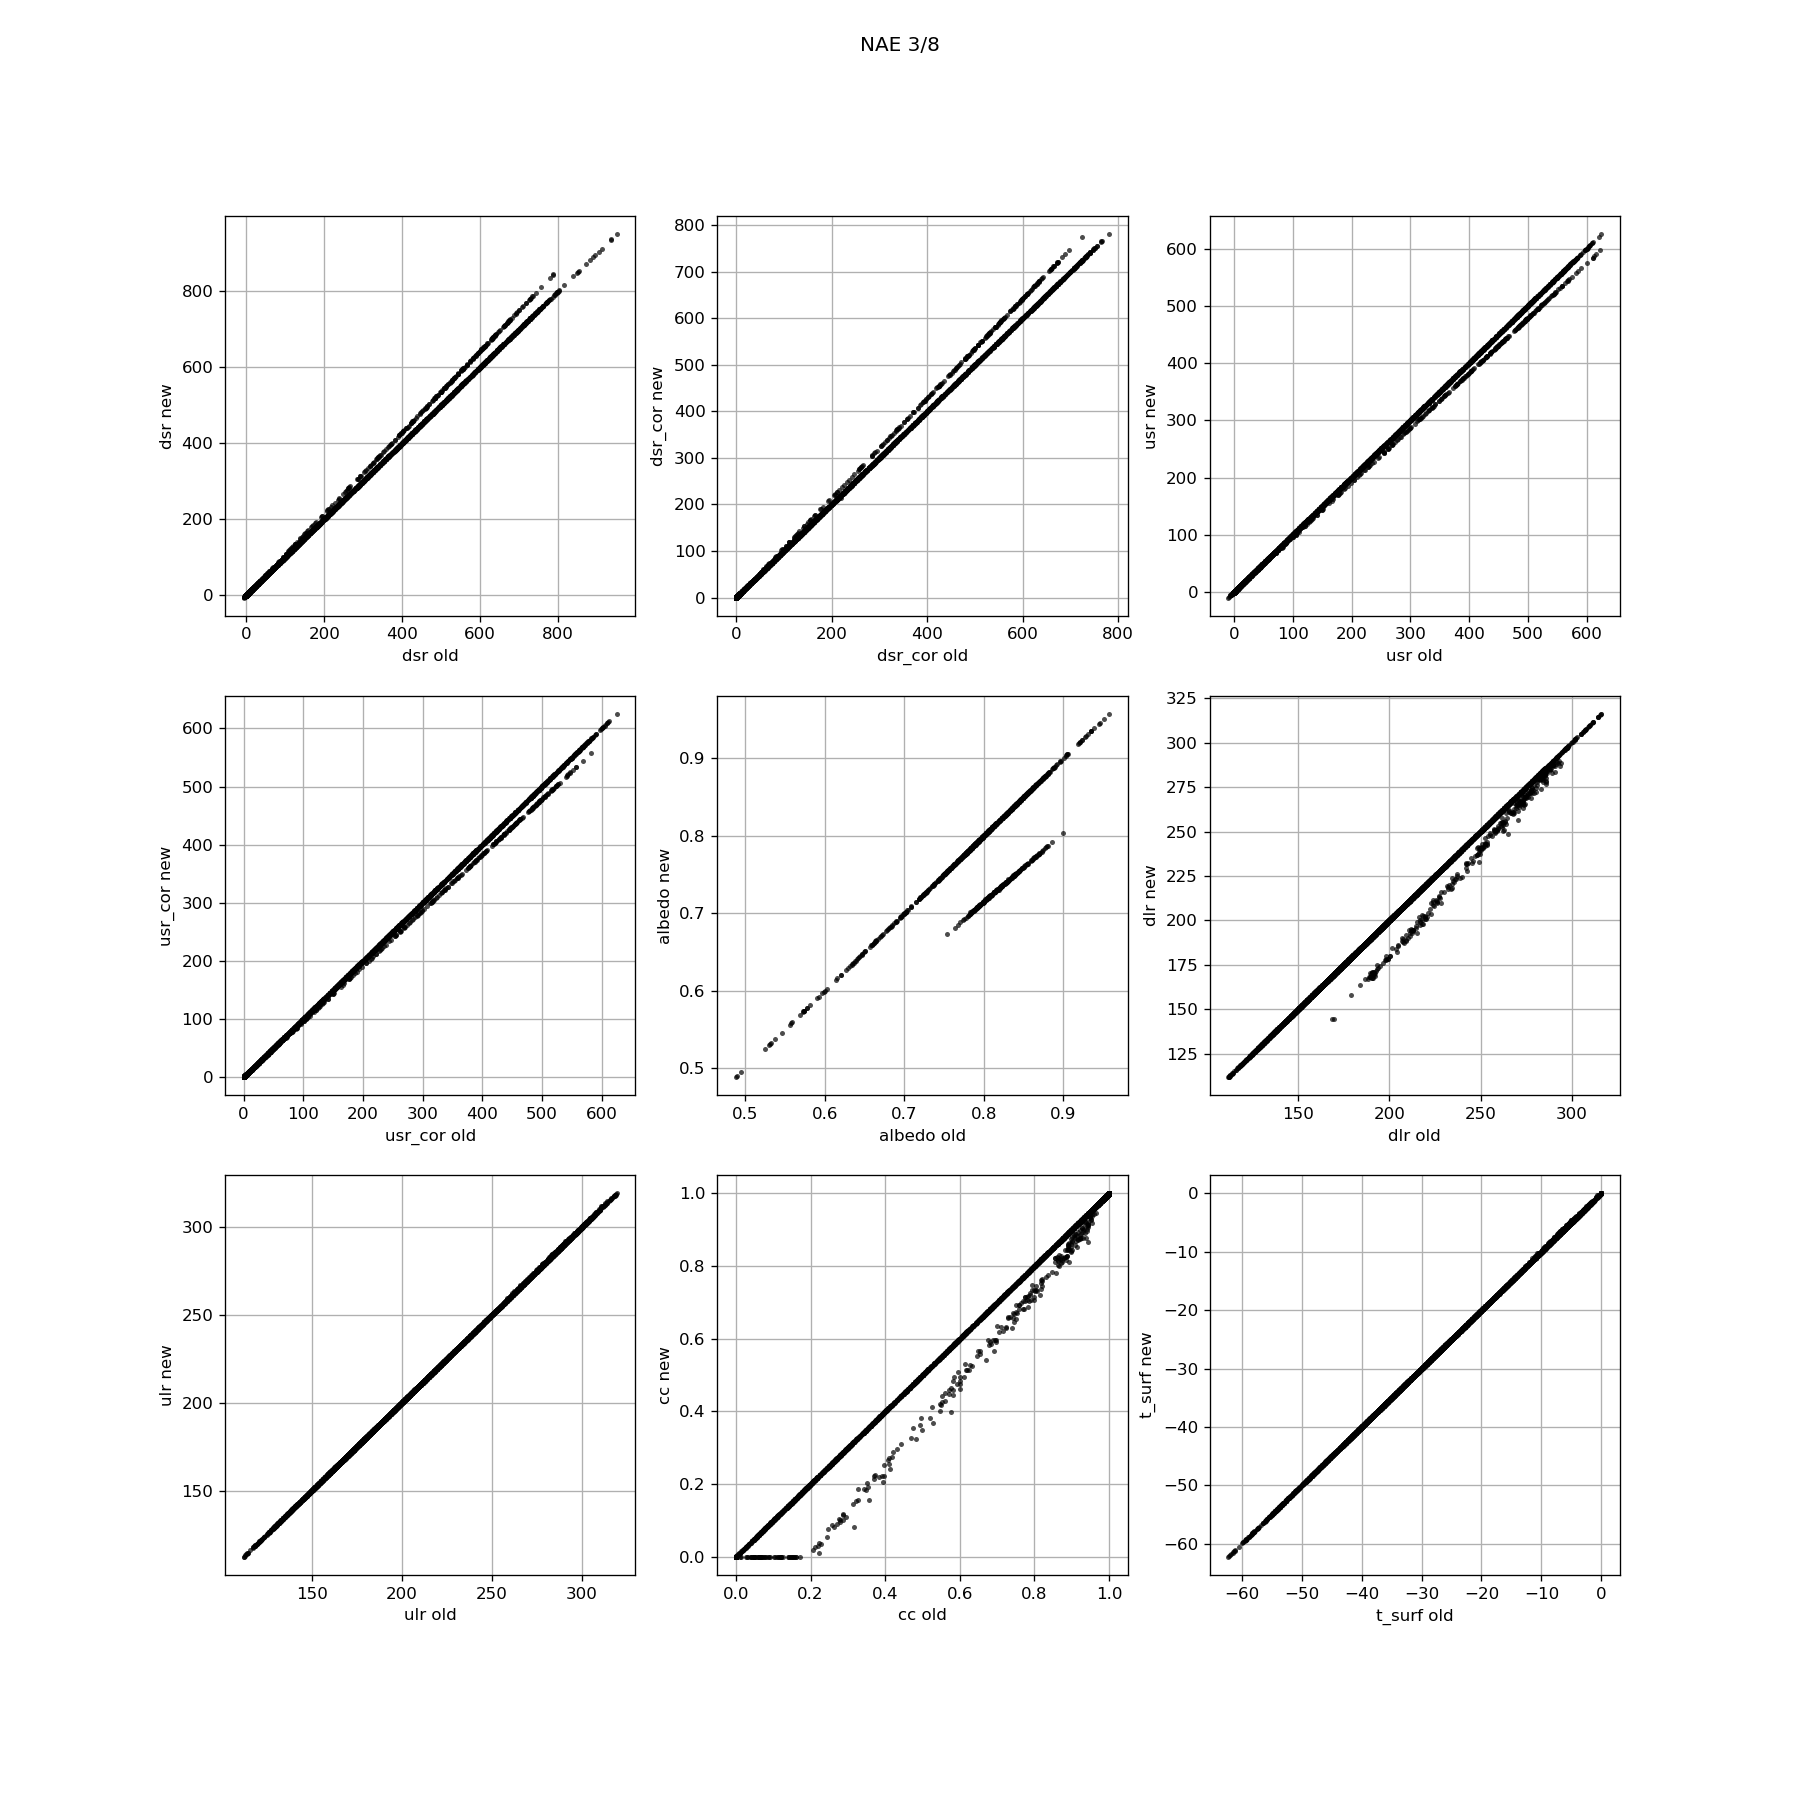 NAE 3/8
dsr new
800
600
400
200
0
0 200 400 600 800
dsr old
dsr_cor new
800
700
600
500
400
300
200
100
0
0 200 400 600 800
dsr_cor old
usr new
600
500
400
300
200
100
0
0 100 200 300 400 500 600
usr old
usr_cor new
600
500
400
300
200
100
0
0 100 200 300 400 500 600
usr_cor old
albedo new
0.9
0.8
0.7
0.6
0.5
0.5 0.6 0.7 0.8 0.9
albedo old
dlr new
325
300
275
250
225
200
175
150
125
150 200 250 300
dlr old
ulr new
300
250
200
150
150 200 250 300
ulr old
cc new
1.0
0.8
0.6
0.4
0.2
0.0
0.0 0.2 0.4 0.6 0.8 1.0
cc old
t_surf new
0
−10
−20
−30
−40
−50
−60
−60 −50 −40 −30 −20 −10 0
t_surf old